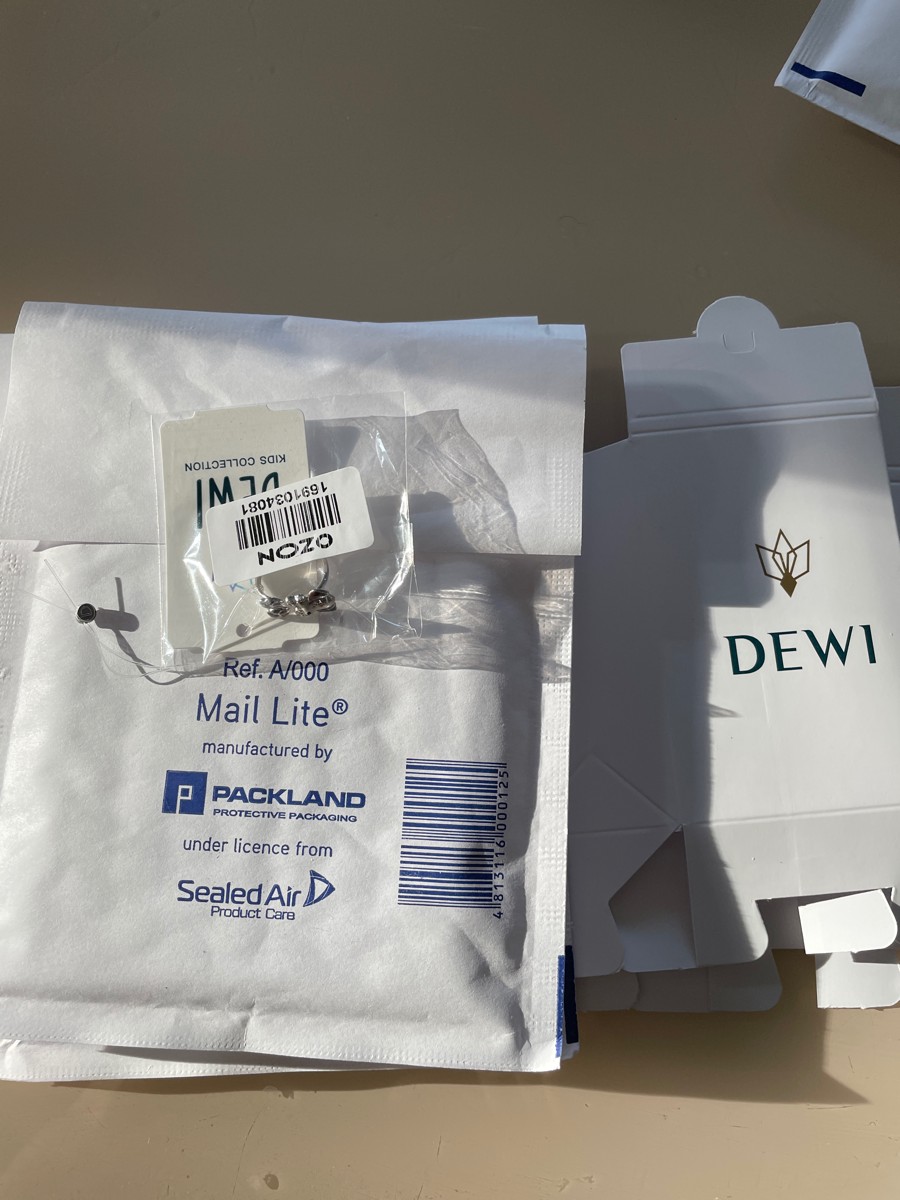 KIDS COLLECTION
DEWI
1691034081
OZON
Ref. A/000
Mail Lite®
manufactured by
PACKLAND
PROTECTIVE PACKAGING
under licence from
Sealed Air
Product Care
4813116000125
DEWI